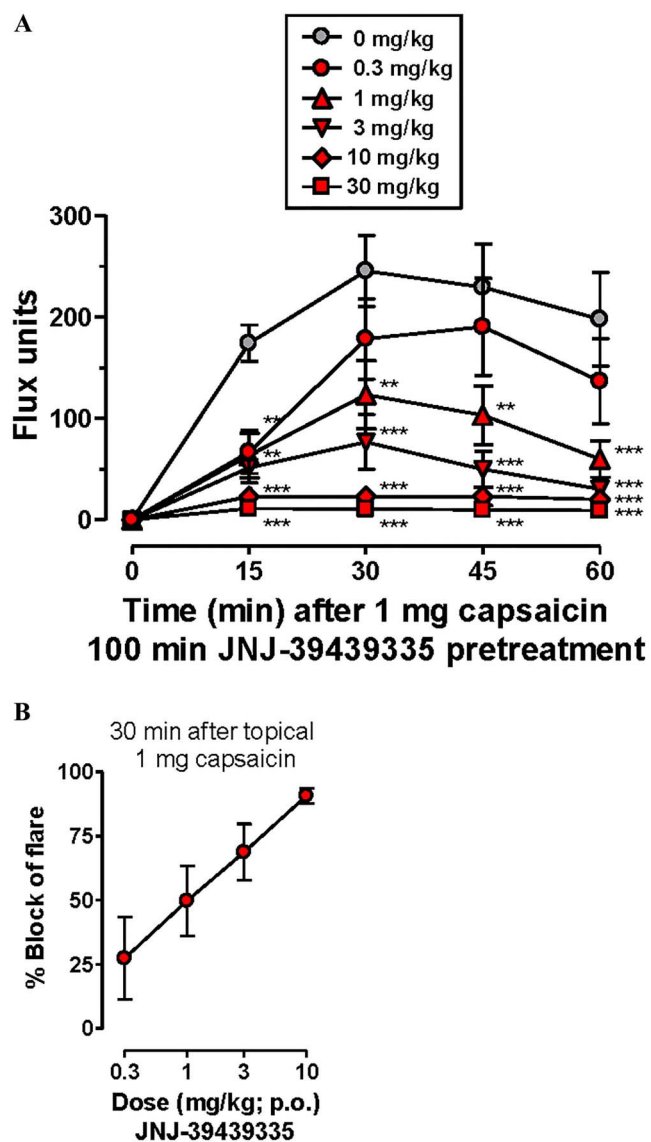 A
0 mg/kg
0.3 mg/kg
1 mg/kg
3 mg/kg
10 mg/kg
30 mg/kg
300
200
100
0
Flux units
**
**
***
***
**
***
***
***
**
***
***
***
***
***
***
***
0 15 30 45 60
Time (min) after 1 mg capsaicin
100 min JNJ-39439335 pretreatment
B
30 min after topical
1 mg capsaicin
100
75
50
25
0
% Block of flare
0.3 1 3 10
Dose (mg/kg; p.o.)
JNJ-39439335